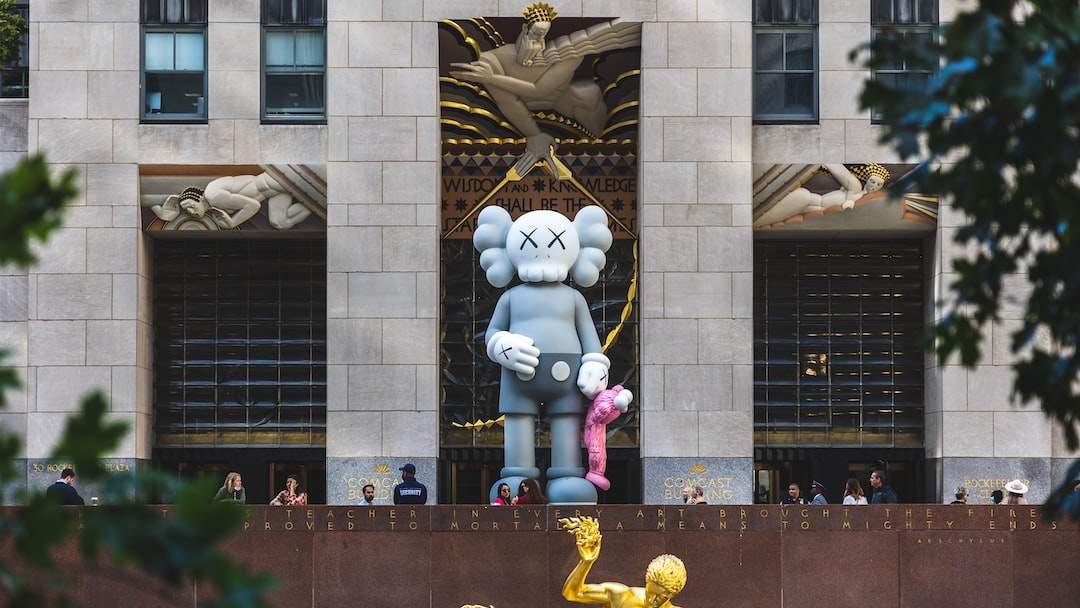 WISDOM AND KNOWLEDGE
SHALL BE THE
30 ROCKEFELLER PLAZA
COMCAST
BUILDING
SECURITY
COMCAST
BUILDING
ROCKEFELLER
TEACHER IN EVERY ART BROUGHT THE FIRE
PROVED TO MORTALS A MEANS TO MIGHTY ENDS
AESCHYLUS